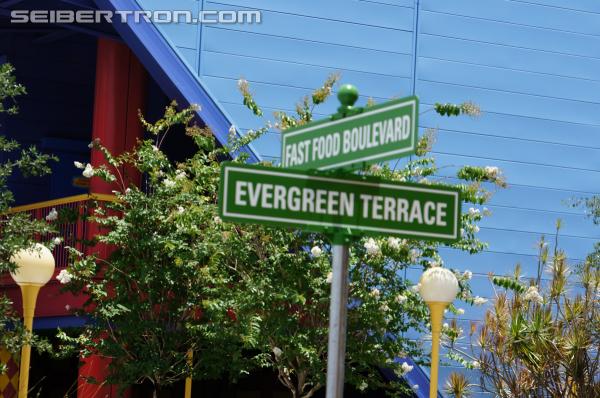 SEIBERTRON.COM
FAST FOOD BOULEVARD
EVERGREEN TERRACE